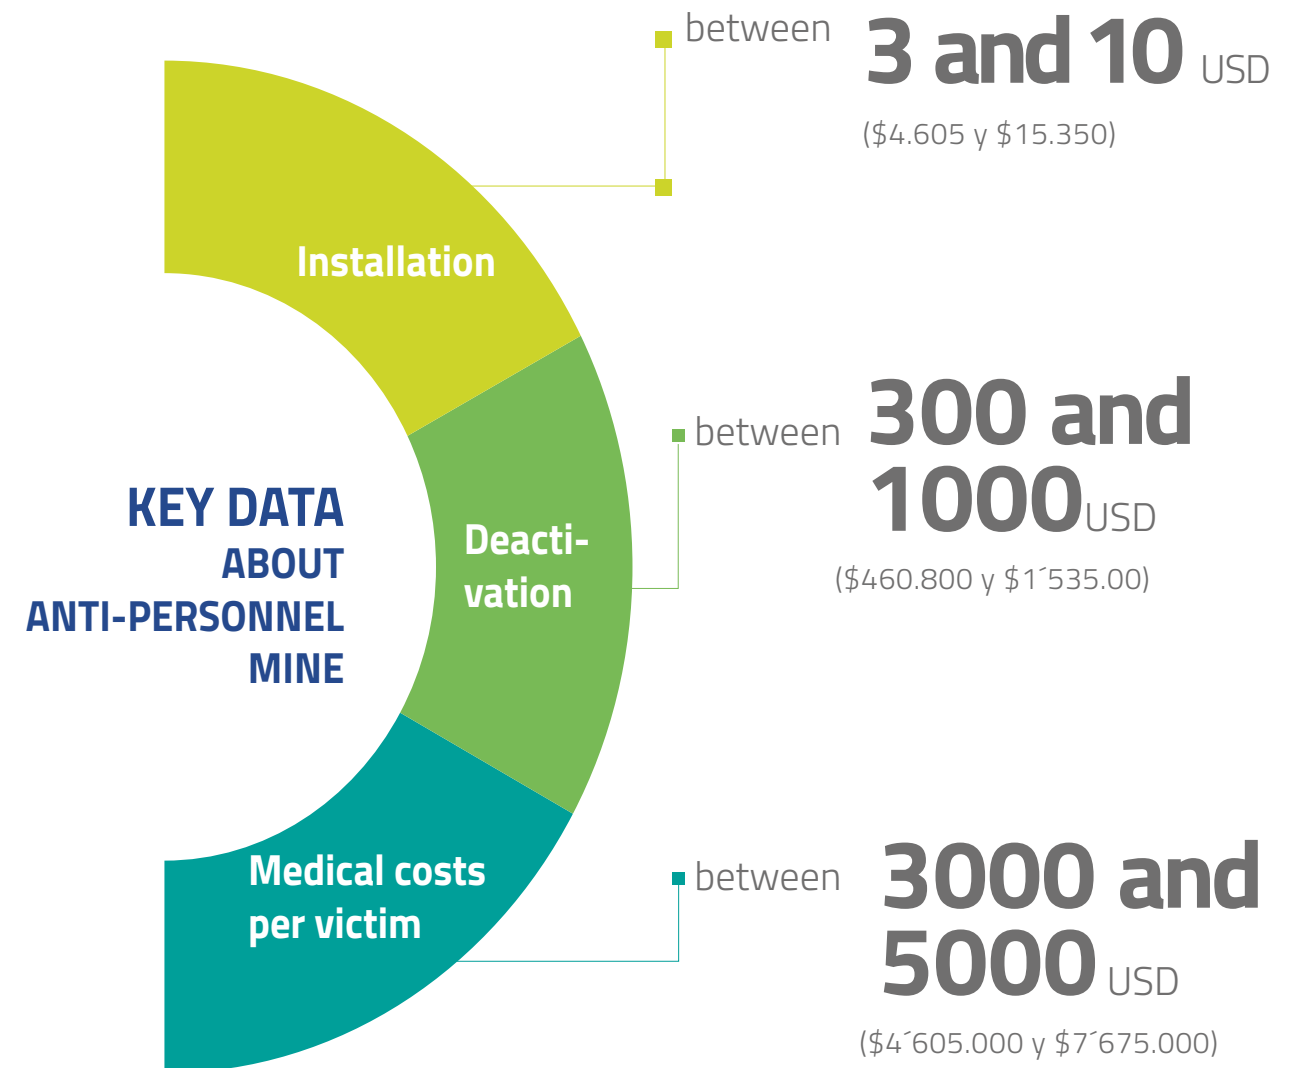 between 3 and 10 USD
($4.605 y $15.350)
Installation
between 300 and
1000 USD
($460.800 y $1´535.00)
KEY DATA
ABOUT
ANTI-PERSONNEL
MINE
Deacti-
vation
between 3000 and
5000 USD
($4´605.000 y $7´675.000)
Medical costs
per victim